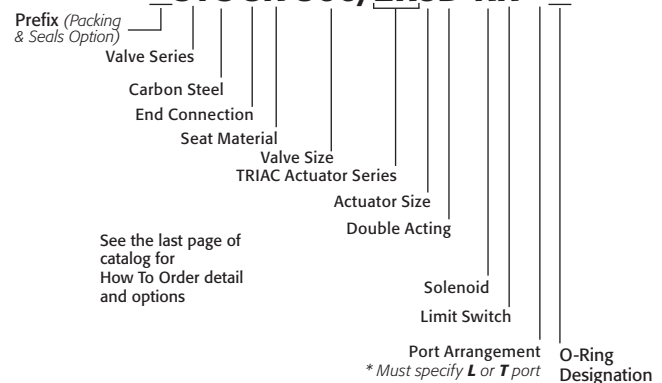 Prefix (Packing
& Seals Option)
Valve Series
Carbon Steel
End Connection
Seat Material
Valve Size
TRIAC Actuator Series
Actuator Size
Double Acting
See the last page of
catalog for
How To Order detail
and options
Solenoid
Limit Switch
Port Arrangement
* Must specify L or T port
O-Ring
Designation